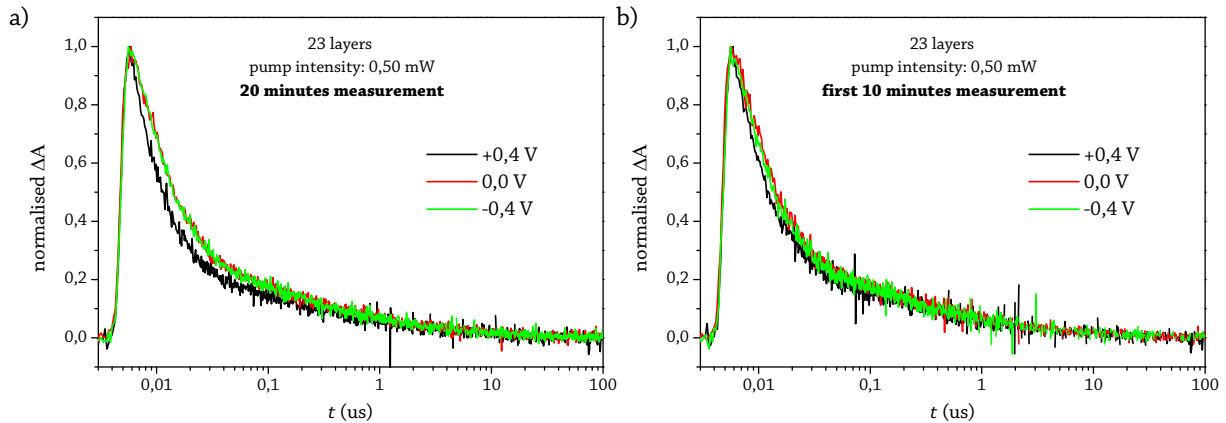 a)
23 layers
pump intensity: 0,50 mW
20 minutes measurement
+0,4 V
0,0 V
-0,4 V
1,0
0,8
0,6
0,4
0,2
0,0
normalised ΔA
0,01
0,1
1
10
100
t (us)
b)
23 layers
pump intensity: 0,50 mW
first 10 minutes measurement
+0,4 V
0,0 V
-0,4 V
1,0
0,8
0,6
0,4
0,2
0,0
normalised ΔA
0,01
0,1
1
10
100
t (us)